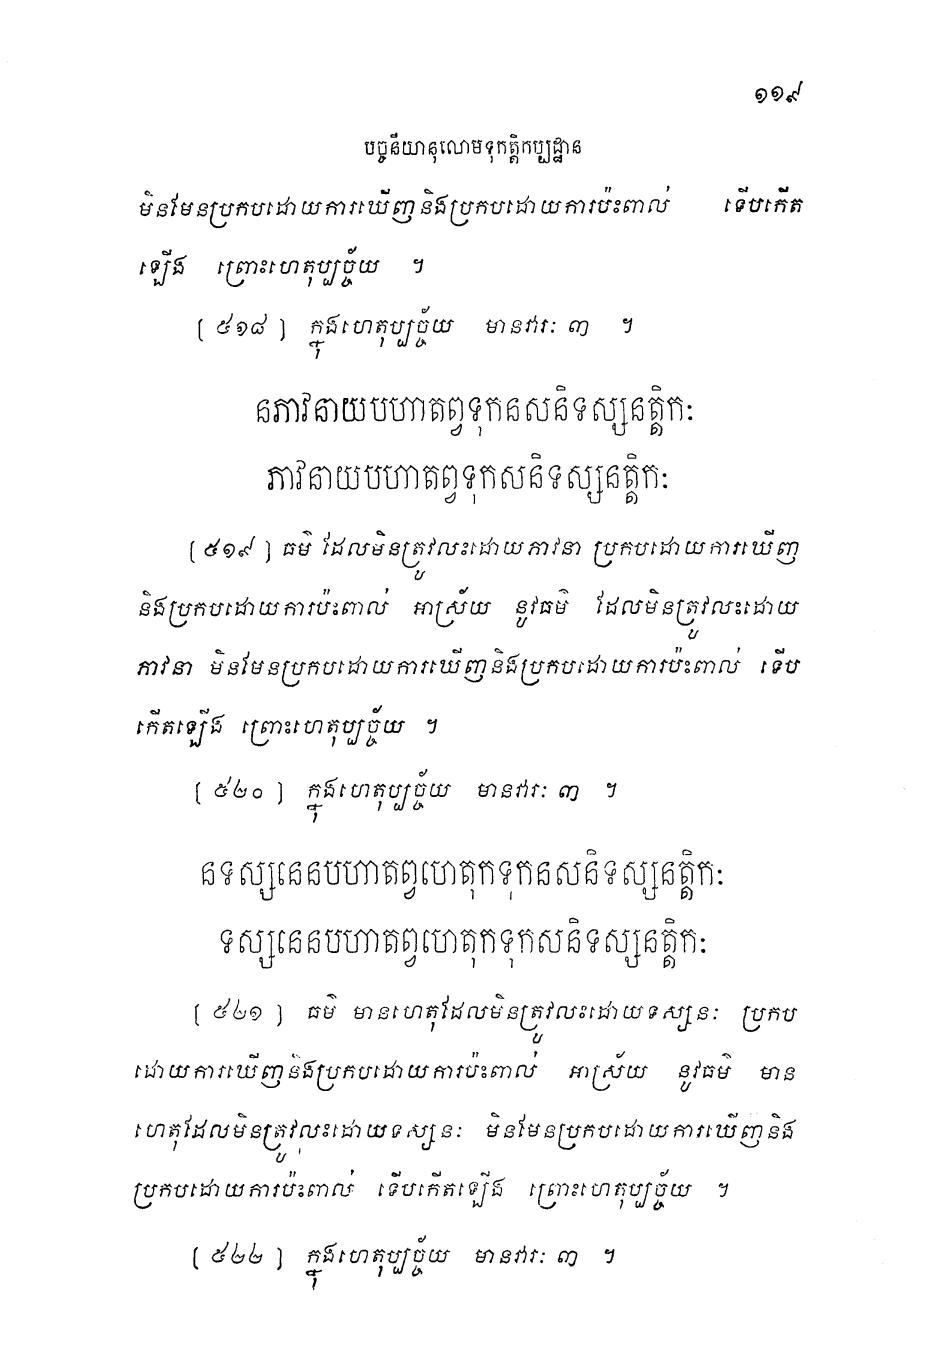 ១១៩
បច្ចនីយានុលោមទុកត្តិកប្បដ្ឋាន
មិនមែនប្រកបដោយការឃើញនិងប្រកបដោយការប៉ះពាល់ ទើបកើត
ឡើង ព្រោះហេតុប្បច្ច័យ ។
[ ៥១៨ ] ក្នុងហេតុប្បច្ច័យ មានវារៈ ៣ ។
នភាវនាយបហាតព្វទុកនសនិទស្សនត្តិកៈ
ភាវនាយបហាតព្វទុកសនិទស្សនត្តិកៈ
[ ៥១៩ ] ធម៌ ដែលមិនត្រូវលះដោយភាវនា ប្រកបដោយការឃើញ
និងប្រកបដោយការប៉ះពាល់ អាស្រ័យ នូវធម៌ ដែលមិនត្រូវលះដោយ
ភាវនា មិនមែនប្រកបដោយការឃើញនិងប្រកបដោយការប៉ះពាល់ ទើប
កើតឡើង ព្រោះហេតុប្បច្ច័យ ។
[ ៥២០ ] ក្នុងហេតុប្បច្ច័យ មានវារៈ ៣ ។
នទស្សនេនបហាតព្វហេតុកទុកនសនិទស្សនត្តិកៈ
ទស្សនេនបហាតព្វហេតុកទុកសនិទស្សនត្តិកៈ
[ ៥២១ ] ធម៌ មានហេតុដែលមិនត្រូវលះដោយទស្សនៈ ប្រកប
ដោយការឃើញនិងប្រកបដោយការប៉ះពាល់ អាស្រ័យ នូវធម៌ មាន
ហេតុដែលមិនត្រូវលះដោយទស្សនៈ មិនមែនប្រកបដោយការឃើញនិង
ប្រកបដោយការប៉ះពាល់ ទើបកើតឡើង ព្រោះហេតុប្បច្ច័យ ។
[ ៥២២ ] ក្នុងហេតុប្បច្ច័យ មានវារៈ ៣ ។